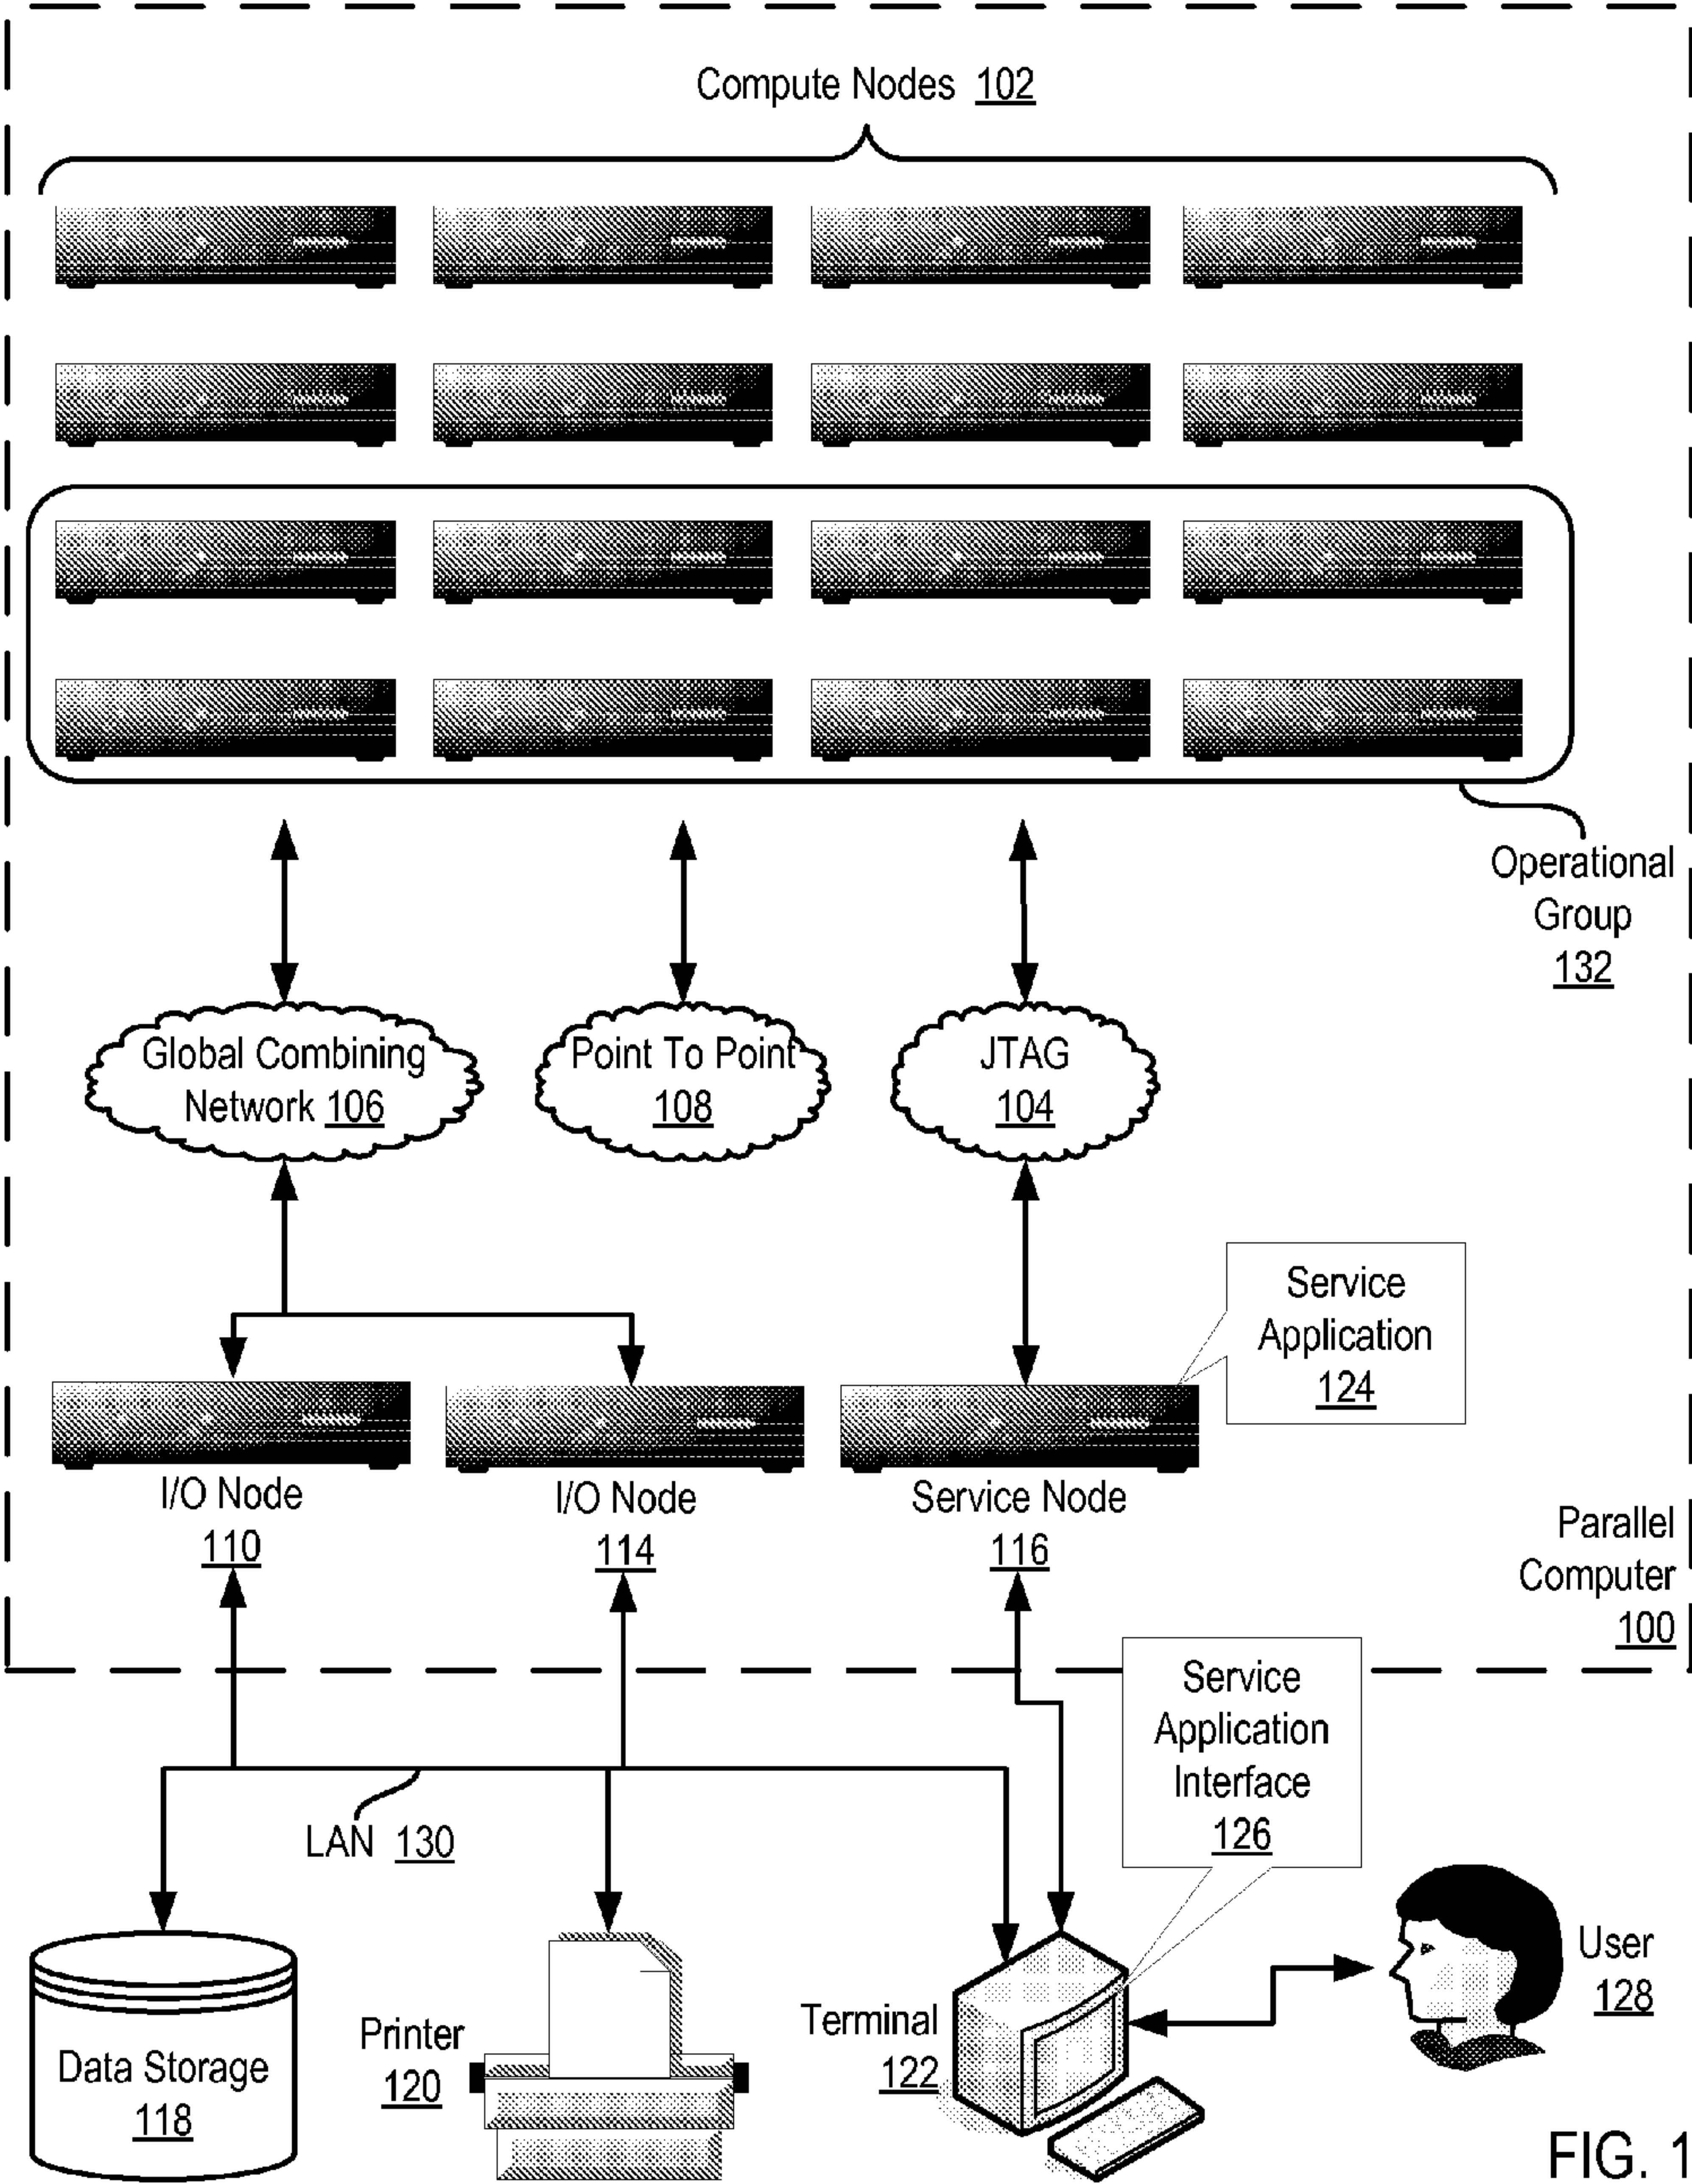 Compute Nodes 102
Operational
Group
132
Global Combining
Network 106
Point To Point
108
JTAG
104
Service
Application
124
I/O Node
110
I/O Node
114
Service Node
116
Parallel
Computer
100
Service
Application
Interface
126
LAN 130
Data Storage
118
Printer
120
Terminal
122
User
128
FIG. 1